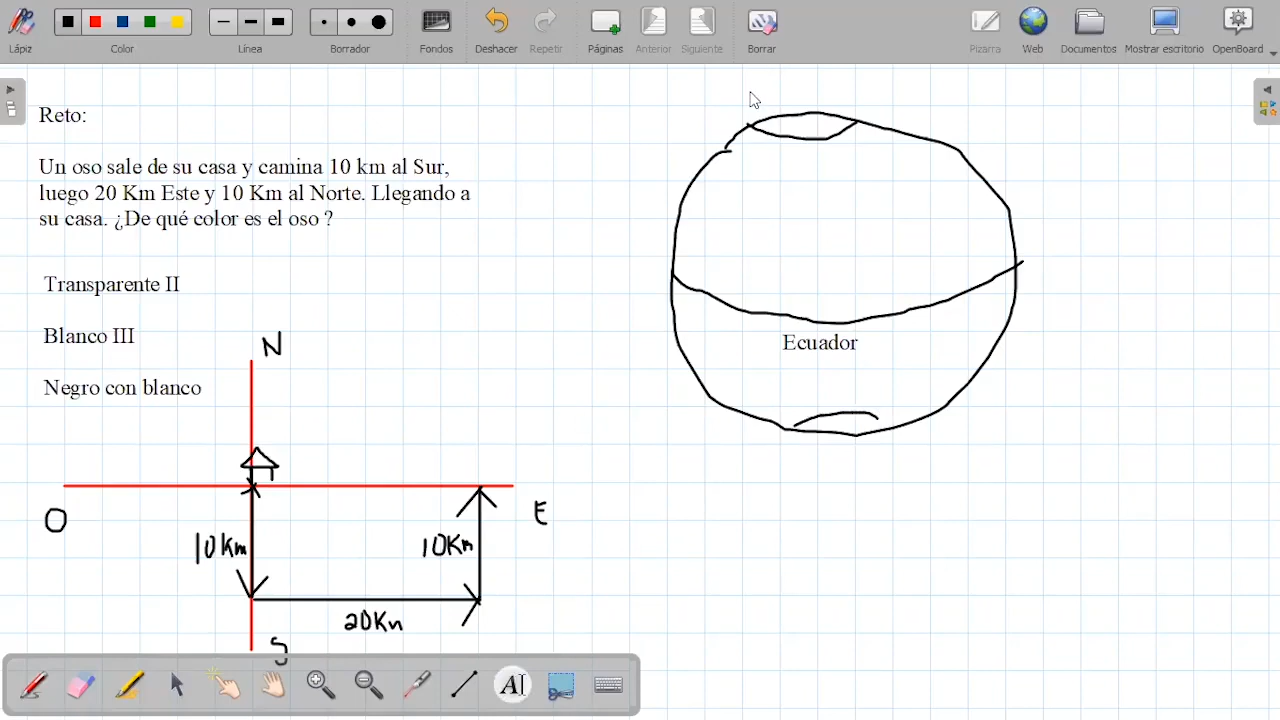 Lápiz
Color
Línea
Borrador
Fondos
Deshacer
Repetir
Páginas
Anterior
Siguiente
Borrar
Pizarra
Web
Documentos
Mostrar escritorio
OpenBoard
Reto:
Un oso sale de su casa y camina 10 km al Sur,
luego 20 Km Este y 10 Km al Norte. Llegando a
su casa. ¿De qué color es el oso ?
Transparente II
Blanco III
Negro con blanco
Ecuador
N
O
E
10Km
10Km
20Km
S
AI